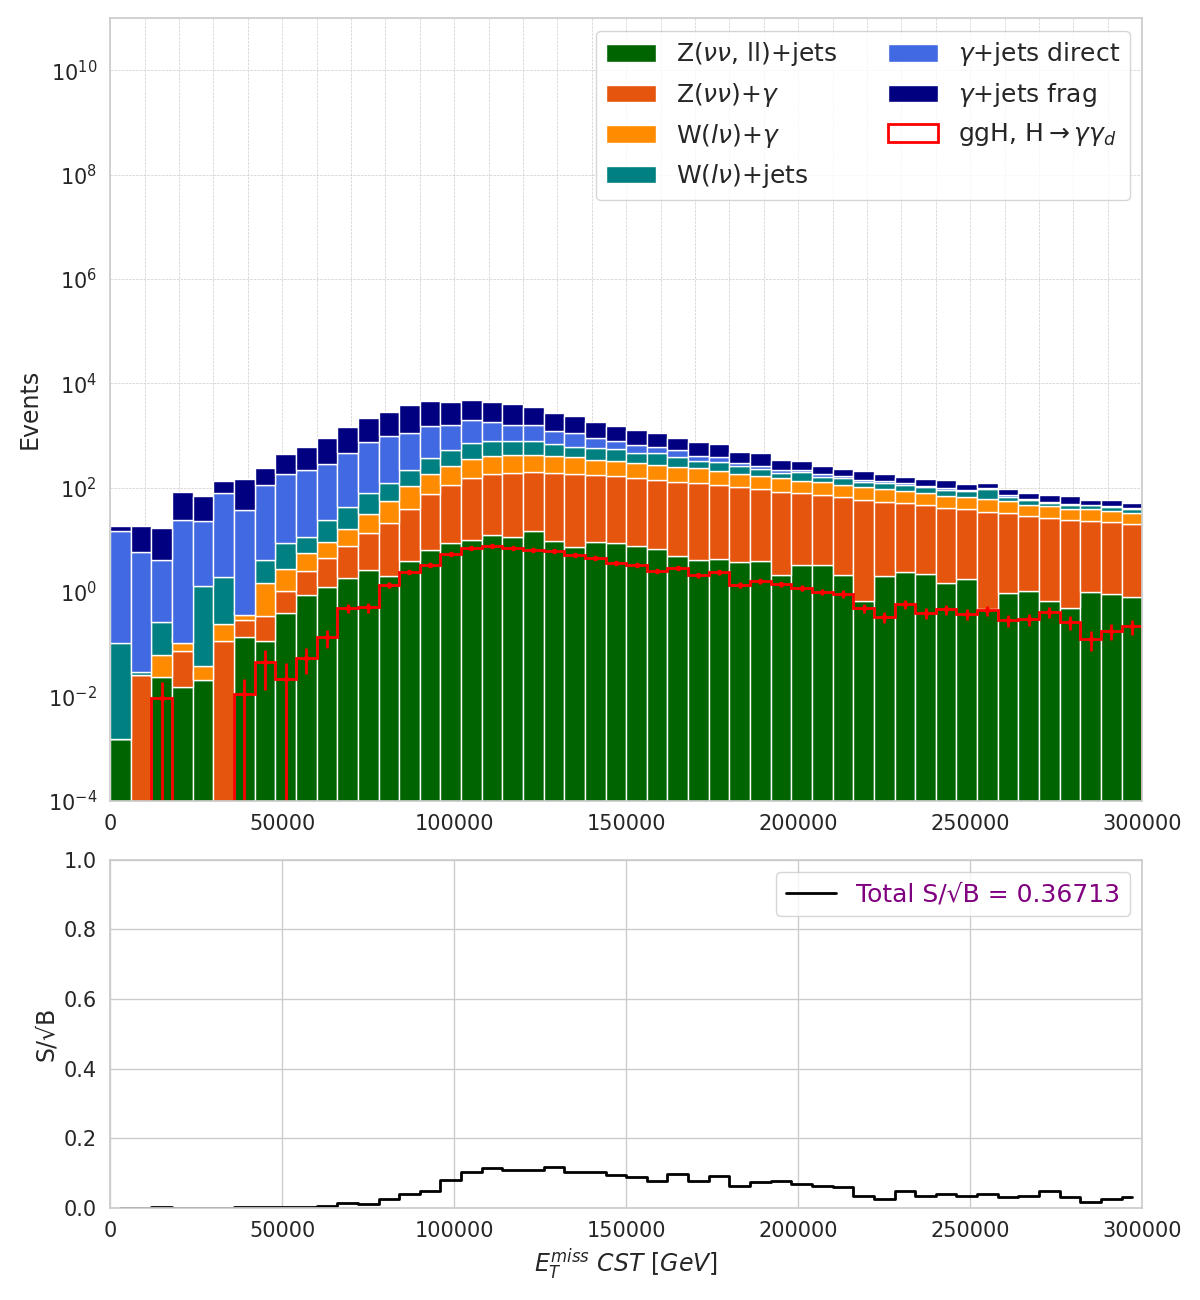 Z(νν, ll)+jets
Z(νν)+γ
W(lν)+γ
W(lν)+jets
γ+jets direct
γ+jets frag
ggH, H→γγ_d
Events
10^10
10^8
10^6
10^4
10^2
10^0
10^−2
10^−4
0 50000 100000 150000 200000 250000 300000
Total S/√B = 0.36713
S/√B
1.0
0.8
0.6
0.4
0.2
0.0
0 50000 100000 150000 200000 250000 300000
E_T^miss CST [GeV]